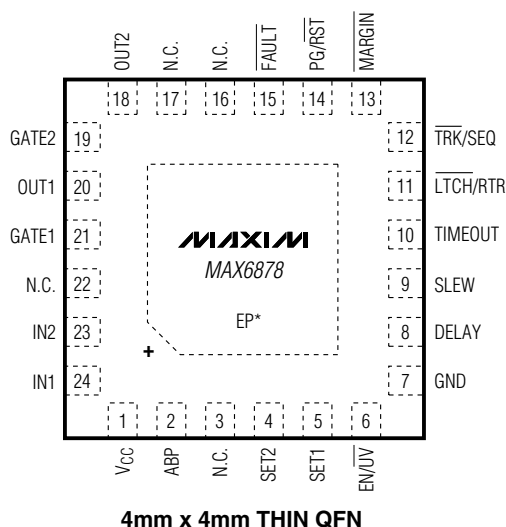 OUT2 N.C. N.C. FAULT PG/RST MARGIN
18 17 16 15 14 13
GATE2 19 12 TRK/SEQ
OUT1 20 11 LTCH/RTR
GATE1 21 MAXIM 10 TIMEOUT
MAX6878
N.C. 22 9 SLEW
IN2 23 EP* 8 DELAY
+
IN1 24 7 GND
1 2 3 4 5 6
VCC ABP N.C. SET2 SET1 EN/UV
4mm x 4mm THIN QFN